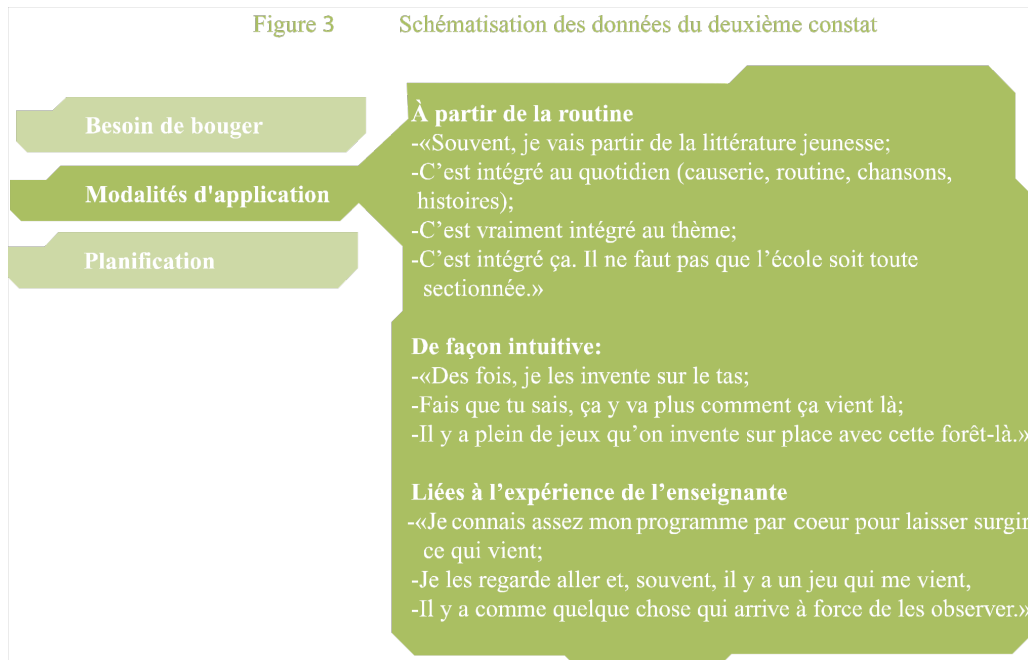 Figure 3 Schématisation des données du deuxième constat
Besoin de bouger
Modalités d'application
Planification
À partir de la routine
-«Souvent, je vais partir de la littérature jeunesse;
-C’est intégré au quotidien (causerie, routine, chansons,
histoires);
-C’est vraiment intégré au thème;
-C’est intégré ça. Il ne faut pas que l’école soit toute
sectionnée.»
De façon intuitive:
-«Des fois, je les invente sur le tas;
-Fais que tu sais, ça y va plus comment ça vient là;
-Il y a plein de jeux qu’on invente sur place avec cette forêt-là.»
Liées à l’expérience de l’enseignante
-«Je connais assez mon programme par coeur pour laisser surgir
ce qui vient;
-Je les regarde aller et, souvent, il y a un jeu qui me vient,
-Il y a comme quelque chose qui arrive à force de les observer.»